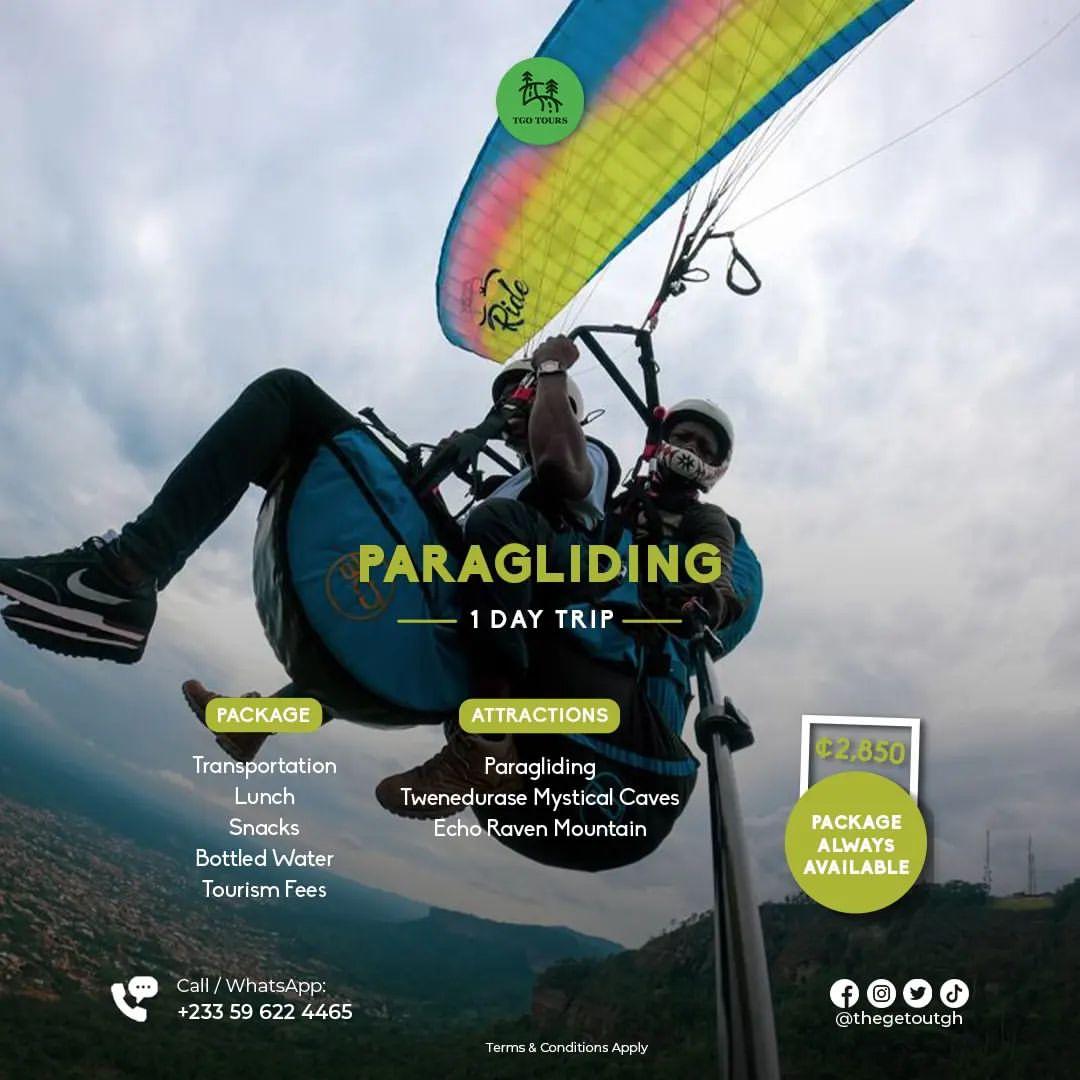 TGO TOURS
Ride
PARAGLIDING
1 DAY TRIP
PACKAGE
Transportation
Lunch
Snacks
Bottled Water
Tourism Fees
ATTRACTIONS
Paragliding
Twenedurase Mystical Caves
Echo Raven Mountain
₵2,850
PACKAGE
ALWAYS
AVAILABLE
Call / WhatsApp:
+233 59 622 4465
@thegetoutgh
Terms & Conditions Apply